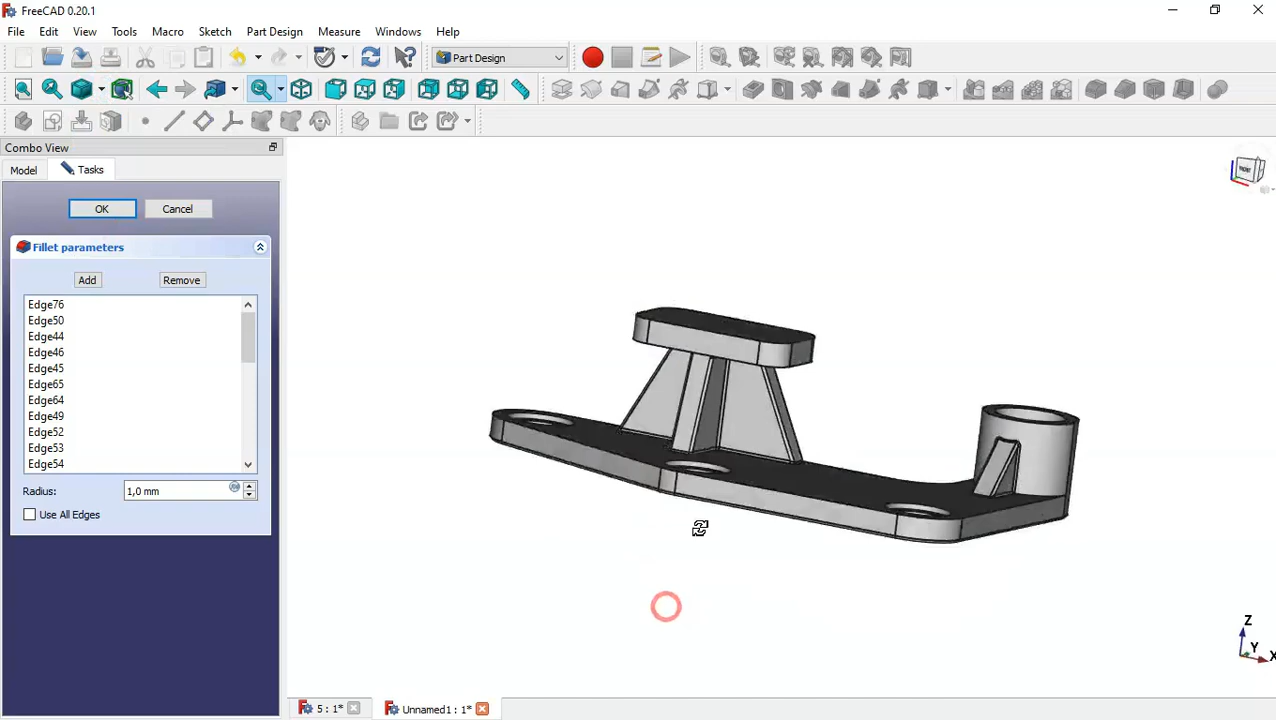 FreeCAD 0.20.1
File Edit View Tools Macro Sketch Part Design Measure Windows Help
Part Design
Combo View
Model Tasks
OK Cancel
Fillet parameters
Add Remove
Edge76
Edge50
Edge44
Edge46
Edge45
Edge65
Edge64
Edge49
Edge52
Edge53
Edge54
Radius: 1,0 mm
Use All Edges
FRONT
Z
Y
X
5 : 1* Unnamed1 : 1*